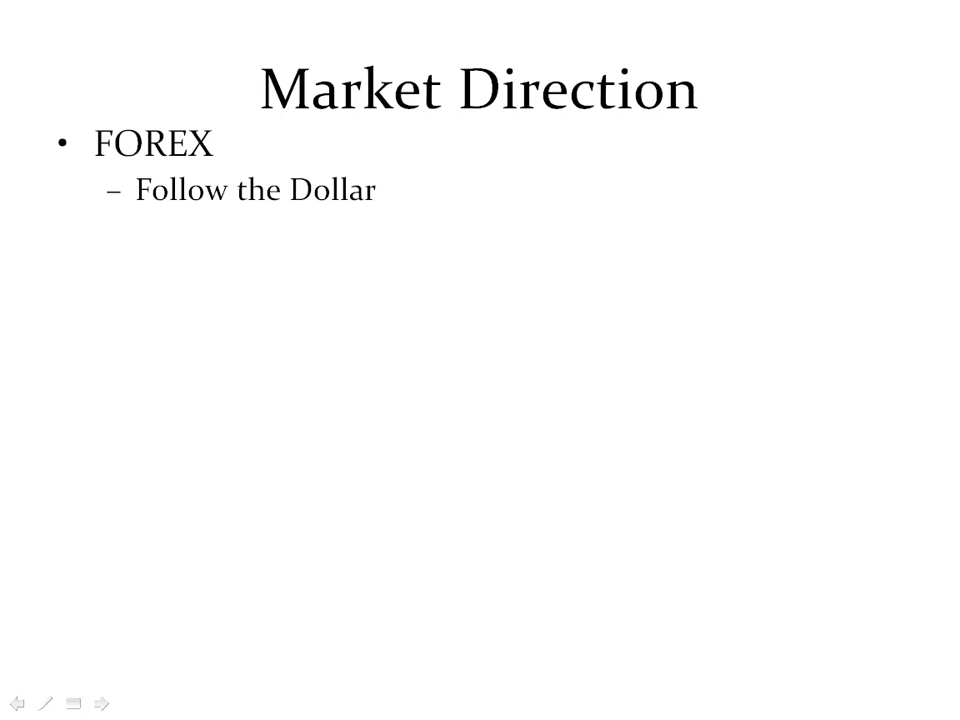 Market Direction
• FOREX
– Follow the Dollar